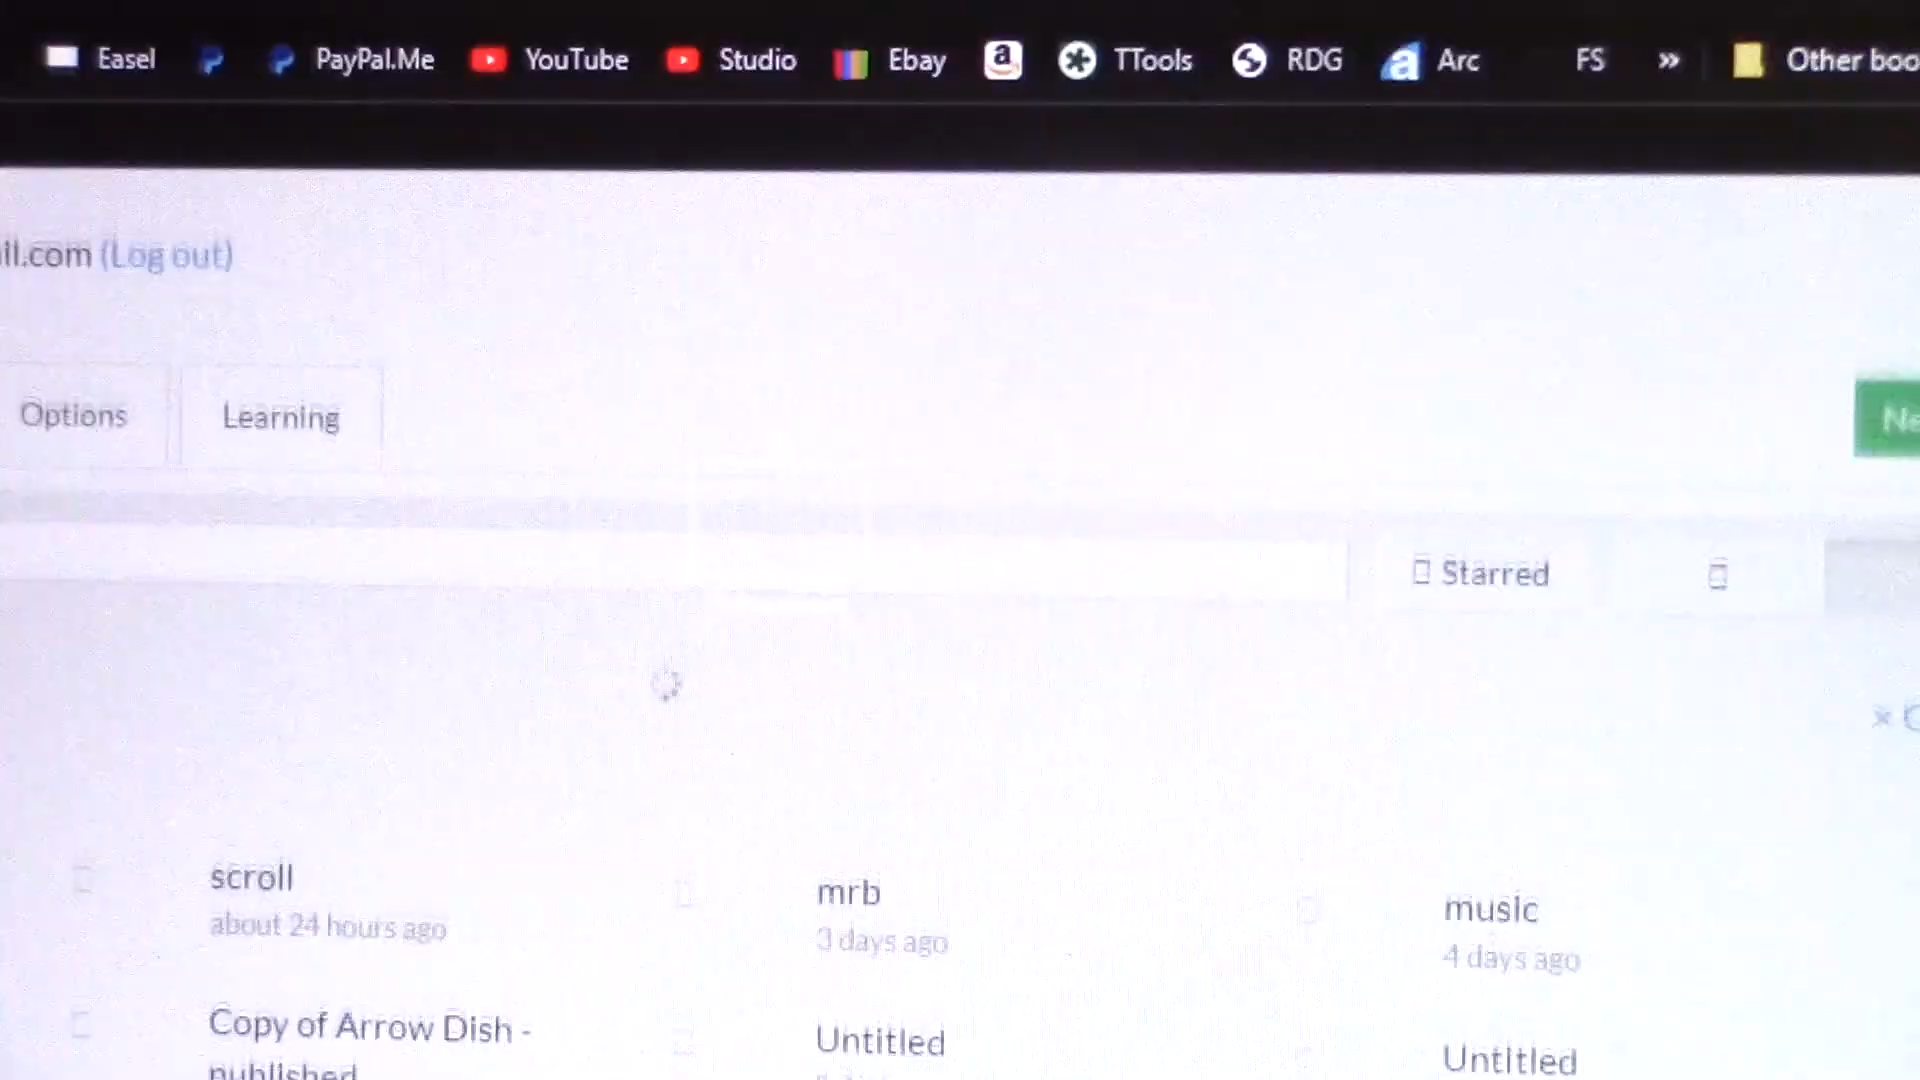 Easel PayPal.Me YouTube Studio Ebay TTools RDG Arc FS » Other boo
il.com (Log out)
Options Learning Ne
Starred
scroll mrb music
about 24 hours ago 3 days ago 4 days ago
Copy of Arrow Dish - Untitled Untitled
published